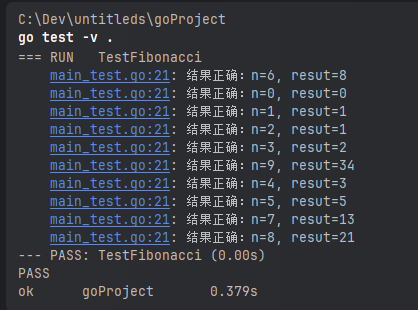 C:\Dev\untitleds\goProject
go test -v .
=== RUN   TestFibonacci
    main_test.go:21: 结果正确：n=6, resut=8
    main_test.go:21: 结果正确：n=0, resut=0
    main_test.go:21: 结果正确：n=1, resut=1
    main_test.go:21: 结果正确：n=2, resut=1
    main_test.go:21: 结果正确：n=3, resut=2
    main_test.go:21: 结果正确：n=9, resut=34
    main_test.go:21: 结果正确：n=4, resut=3
    main_test.go:21: 结果正确：n=5, resut=5
    main_test.go:21: 结果正确：n=7, resut=13
    main_test.go:21: 结果正确：n=8, resut=21
--- PASS: TestFibonacci (0.00s)
PASS
ok      goProject       0.379s